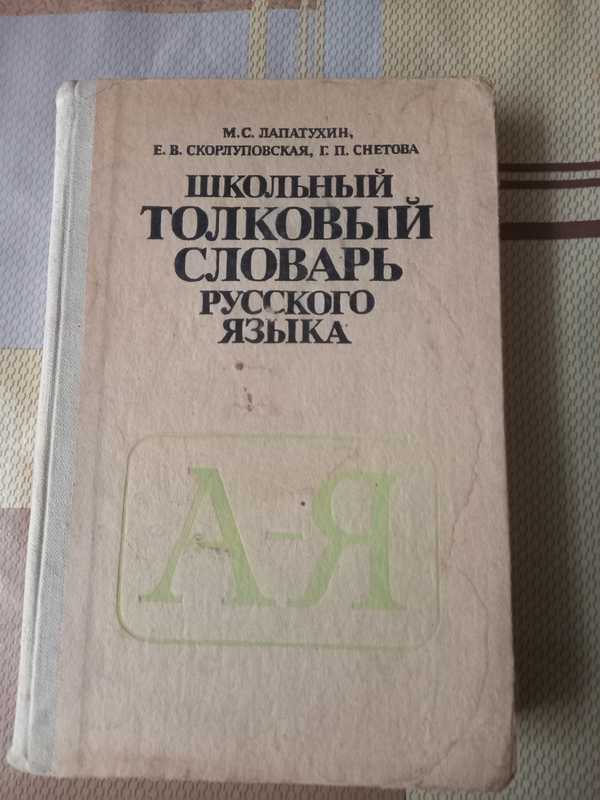 М.С. ЛАПАТУХИН,
Е. В. СКОРЛУПОВСКАЯ, Г. П. СНЕТОВА
ШКОЛЬНЫЙ
ТОЛКОВЫЙ
СЛОВАРЬ
РУССКОГО
ЯЗЫКА
А-Я